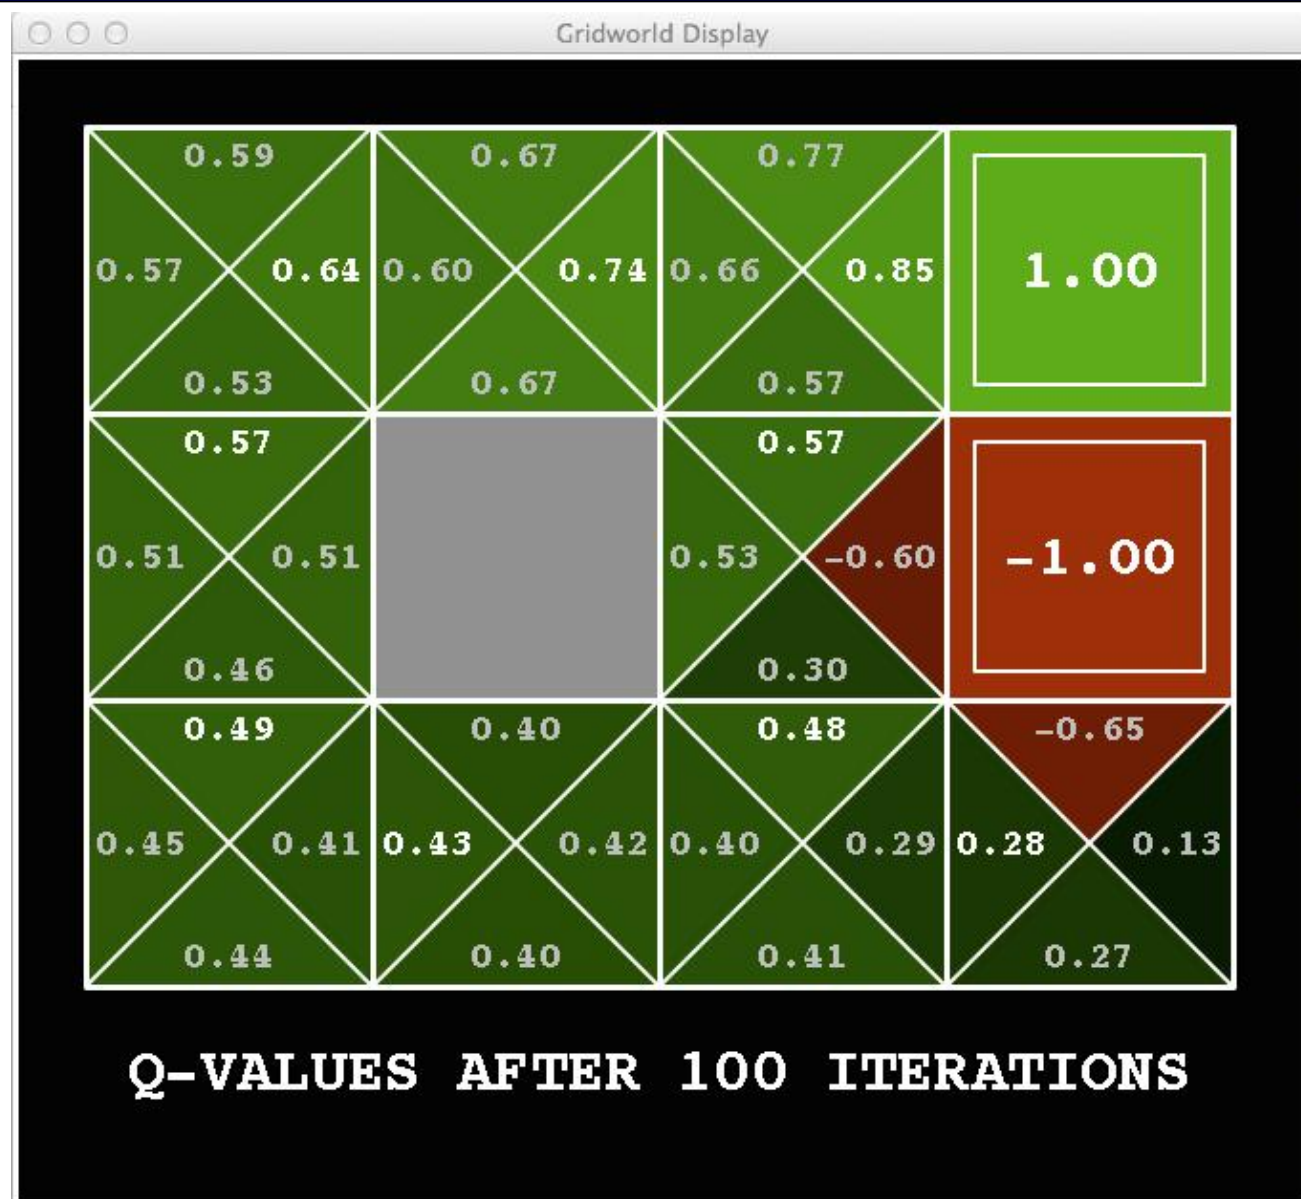 Gridworld Display
0.59 0.67 0.77
0.57 0.64 0.60 0.74 0.66 0.85 1.00
0.53 0.67 0.57
0.57 0.57
0.51 0.51 0.53 -0.60 -1.00
0.46 0.30
0.49 0.40 0.48 -0.65
0.45 0.41 0.43 0.42 0.40 0.29 0.28 0.13
0.44 0.40 0.41 0.27
Q-VALUES AFTER 100 ITERATIONS